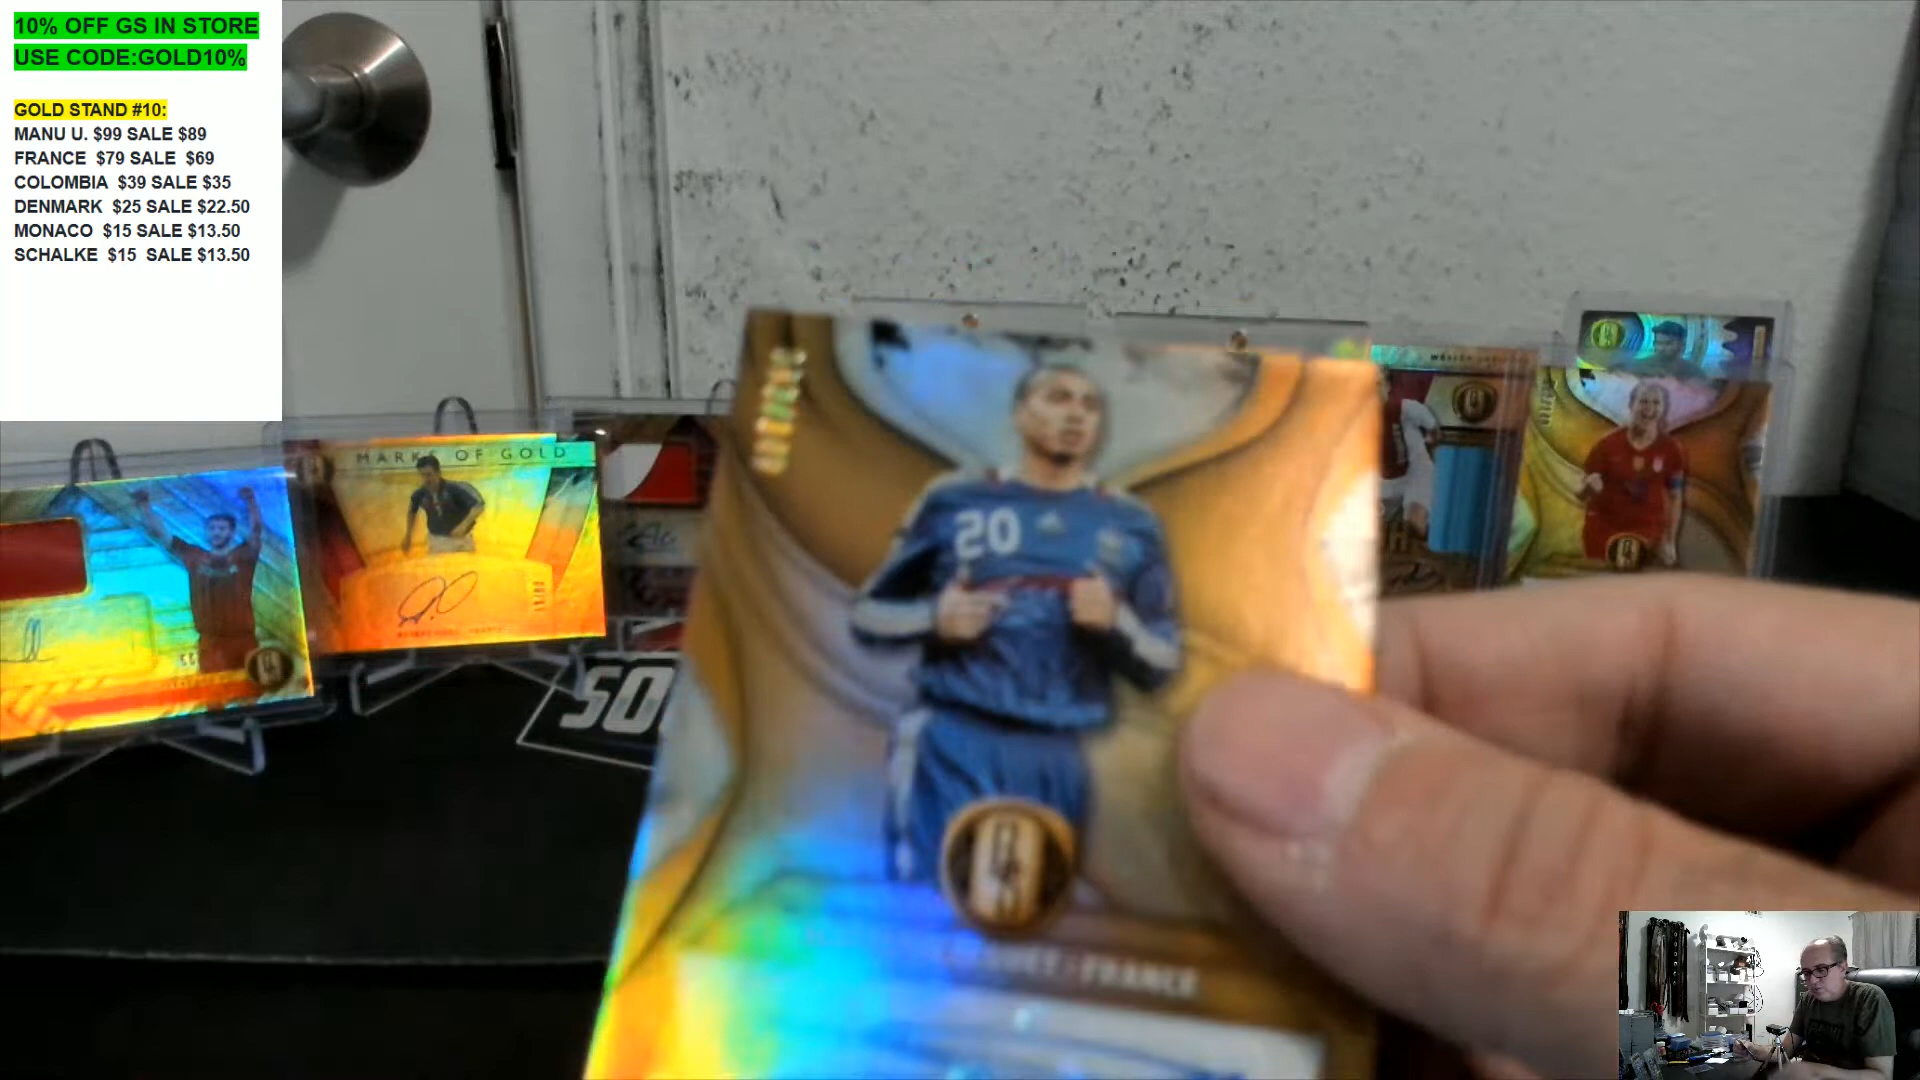 10% OFF GS IN STORE
USE CODE:GOLD10%
GOLD STAND #10:
MANU U. $99 SALE $89
FRANCE $79 SALE $69
COLOMBIA $39 SALE $35
DENMARK $25 SALE $22.50
MONACO $15 SALE $13.50
SCHALKE $15 SALE $13.50
MARKS OF GOLD
20
FRANCE
SO